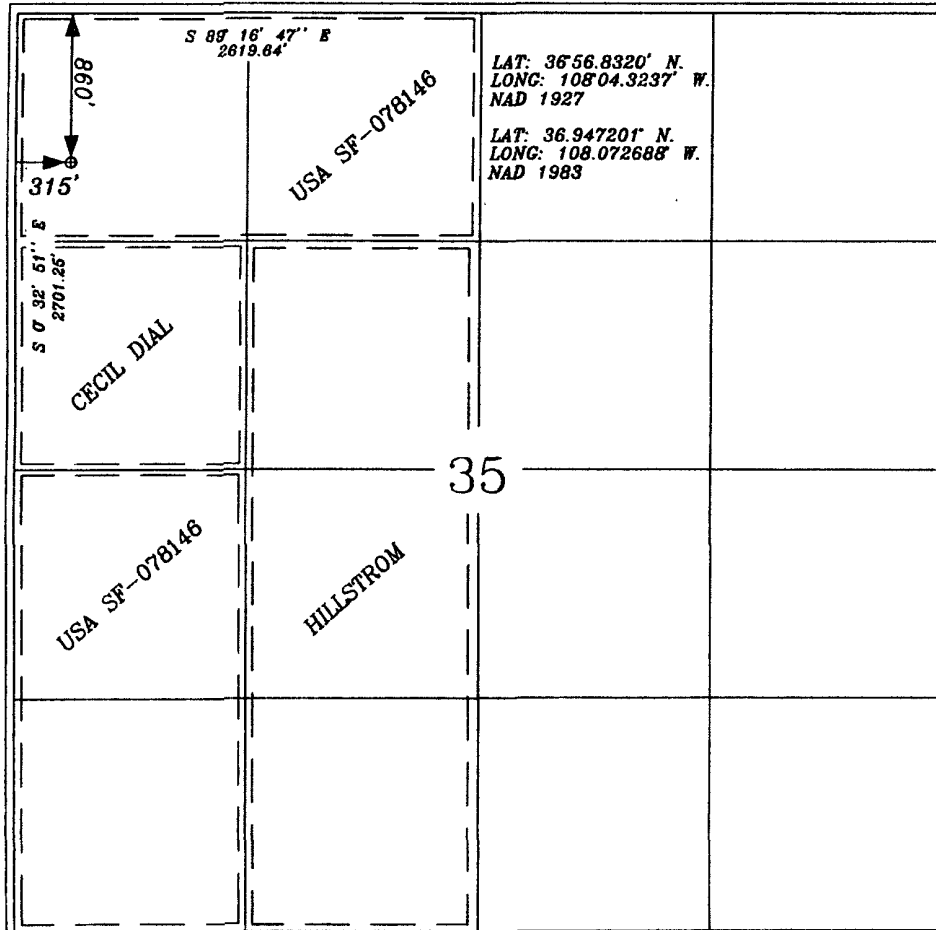 S 89° 16' 47'' E
2619.64'
860'
315'
S 0° 32' 51'' E
2701.25'
USA SF-078146
LAT: 36°56.8320' N.
LONG: 108°04.3237' W.
NAD 1927
LAT: 36.947201° N.
LONG: 108.072688° W.
NAD 1983
CECIL DIAL
35
USA SF-078146
HILLSTROM